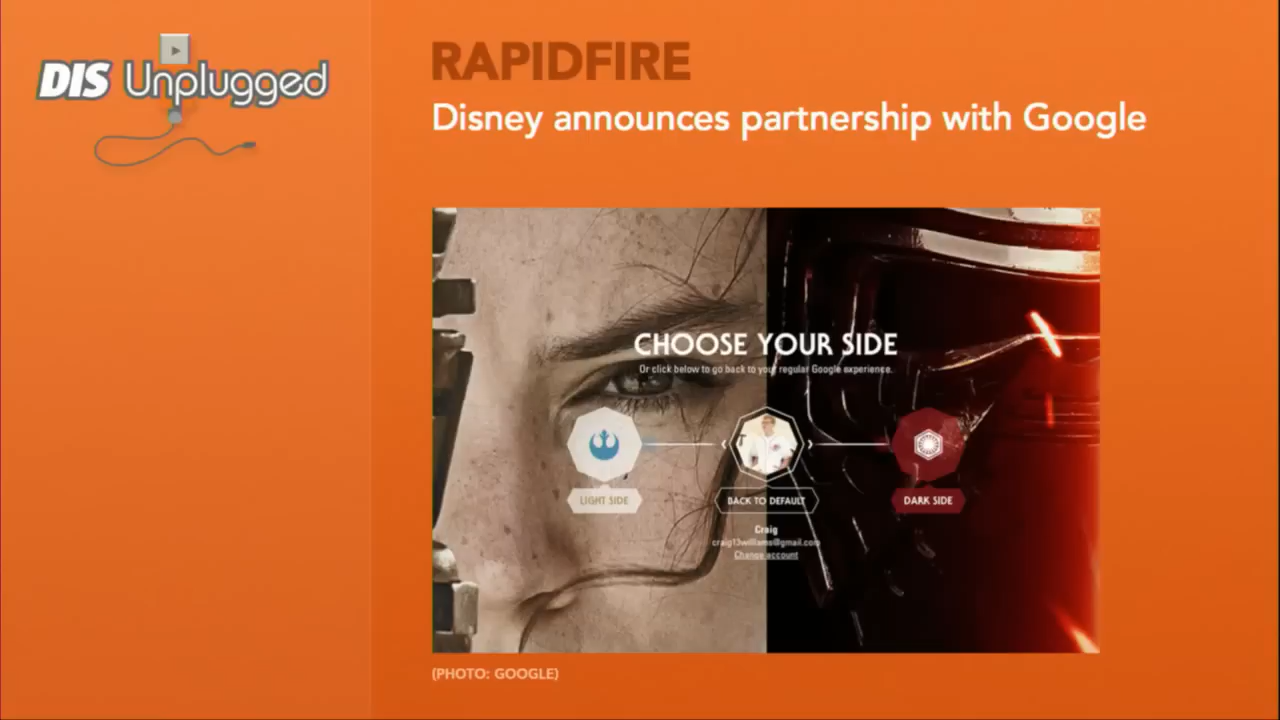 DIS Unplugged
RAPIDFIRE
Disney announces partnership with Google
CHOOSE YOUR SIDE
Or click below to go back to your regular Google experience.
LIGHT SIDE
BACK TO DEFAULT
DARK SIDE
Craig
craig13williams@gmail.com
Change account
(PHOTO: GOOGLE)